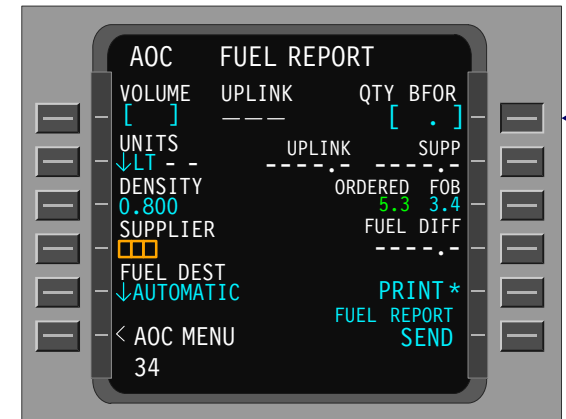 AOC FUEL REPORT
VOLUME UPLINK QTY BFOR
[ ] ––– [ . ]
UNITS UPLINK SUPP
↓LT - - ----.- ----.-
DENSITY ORDERED FOB
0.800 5.3 3.4
SUPPLIER FUEL DIFF
▯▯▯ ----.-
FUEL DEST
↓AUTOMATIC PRINT*
FUEL REPORT
< AOC MENU SEND
34